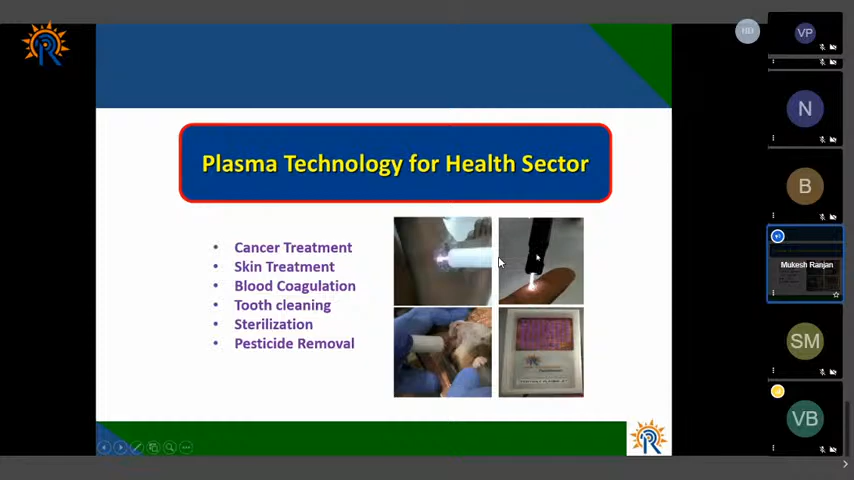 HD
VP
Plasma Technology for Health Sector
N
• Cancer Treatment
• Skin Treatment
• Blood Coagulation
• Tooth cleaning
• Sterilization
• Pesticide Removal
B
Mukesh Ranjan
SM
VB